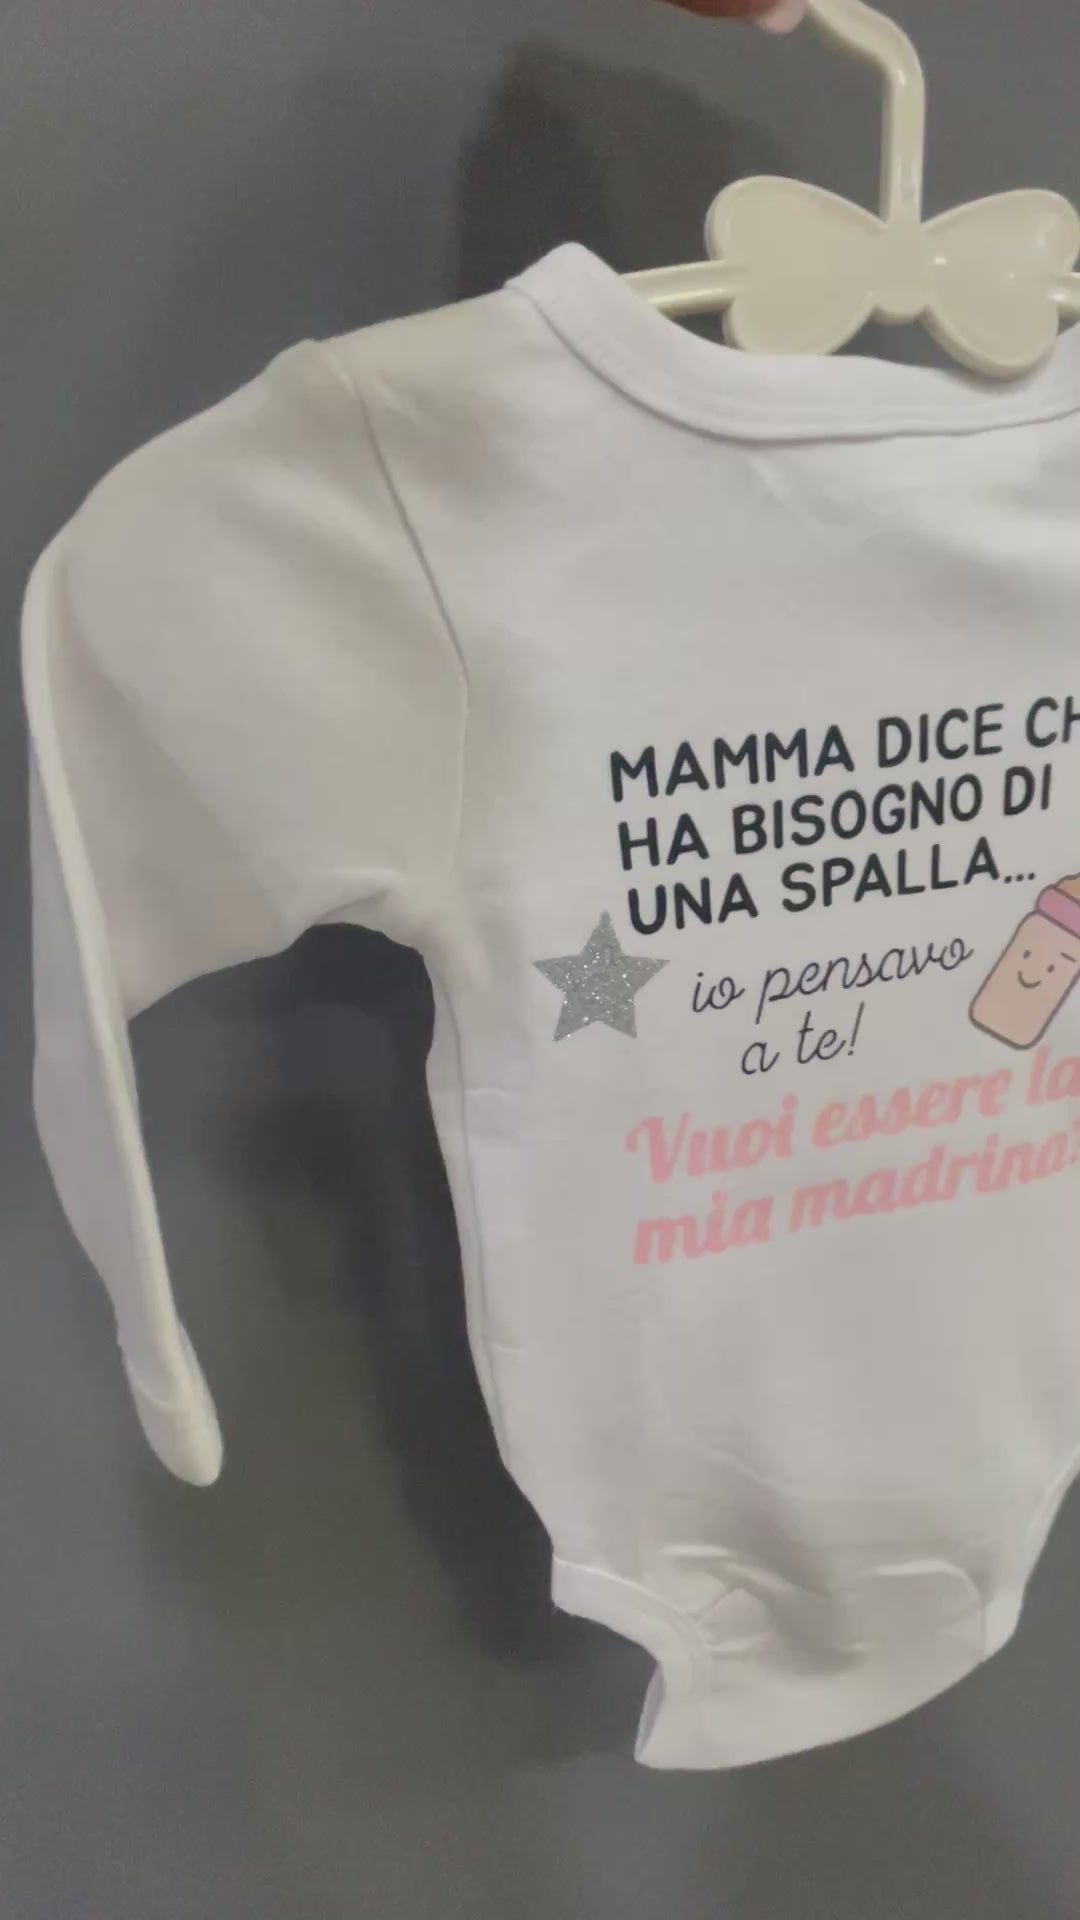 MAMMA DICE CH
HA BISOGNO DI
UNA SPALLA...
io pensavo
a te!
Vuoi essere la
mia madrina?